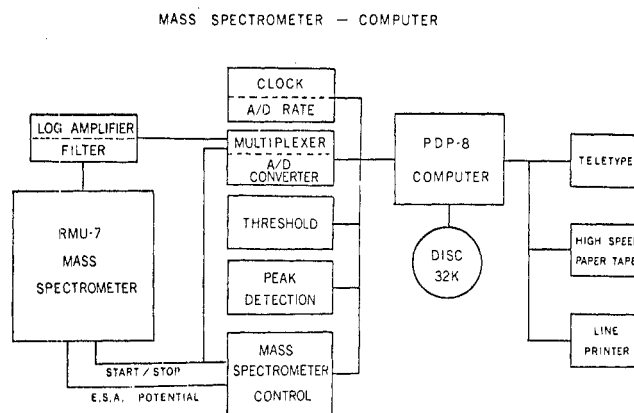 MASS SPECTROMETER — COMPUTER
CLOCK
A/D RATE
LOG AMPLIFIER
FILTER
MULTIPLEXER
A/D
CONVERTER
PDP-8
COMPUTER
TELETYPE
RMU-7
MASS
SPECTROMETER
THRESHOLD
DISC
32K
HIGH SPEED
PAPER TAPE
PEAK
DETECTION
MASS
SPECTROMETER
CONTROL
LINE
PRINTER
START / STOP
E.S.A. POTENTIAL